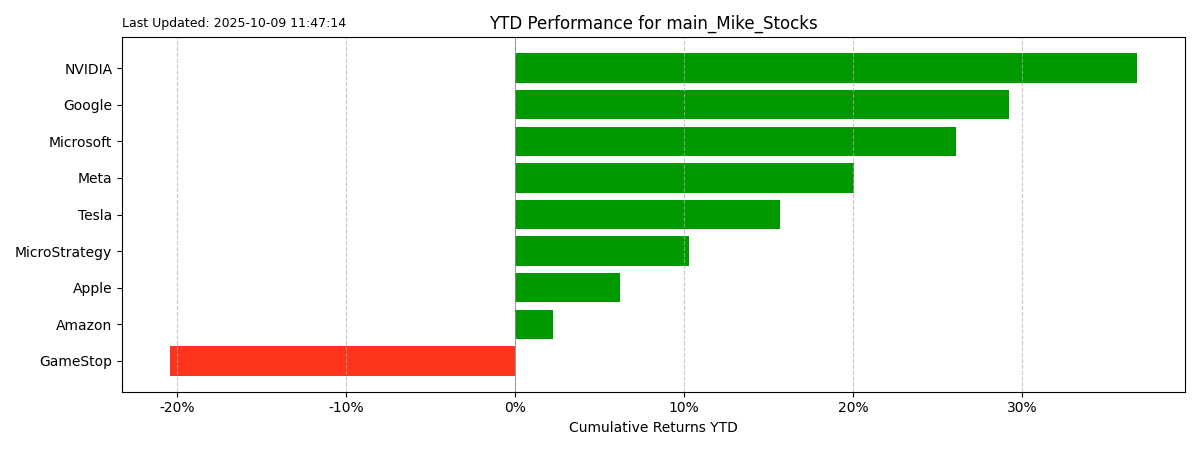 Last Updated: 2025-10-09 11:47:14
YTD Performance for main_Mike_Stocks
NVIDIA
Google
Microsoft
Meta
Tesla
MicroStrategy
Apple
Amazon
GameStop
-20% -10% 0% 10% 20% 30%
Cumulative Returns YTD